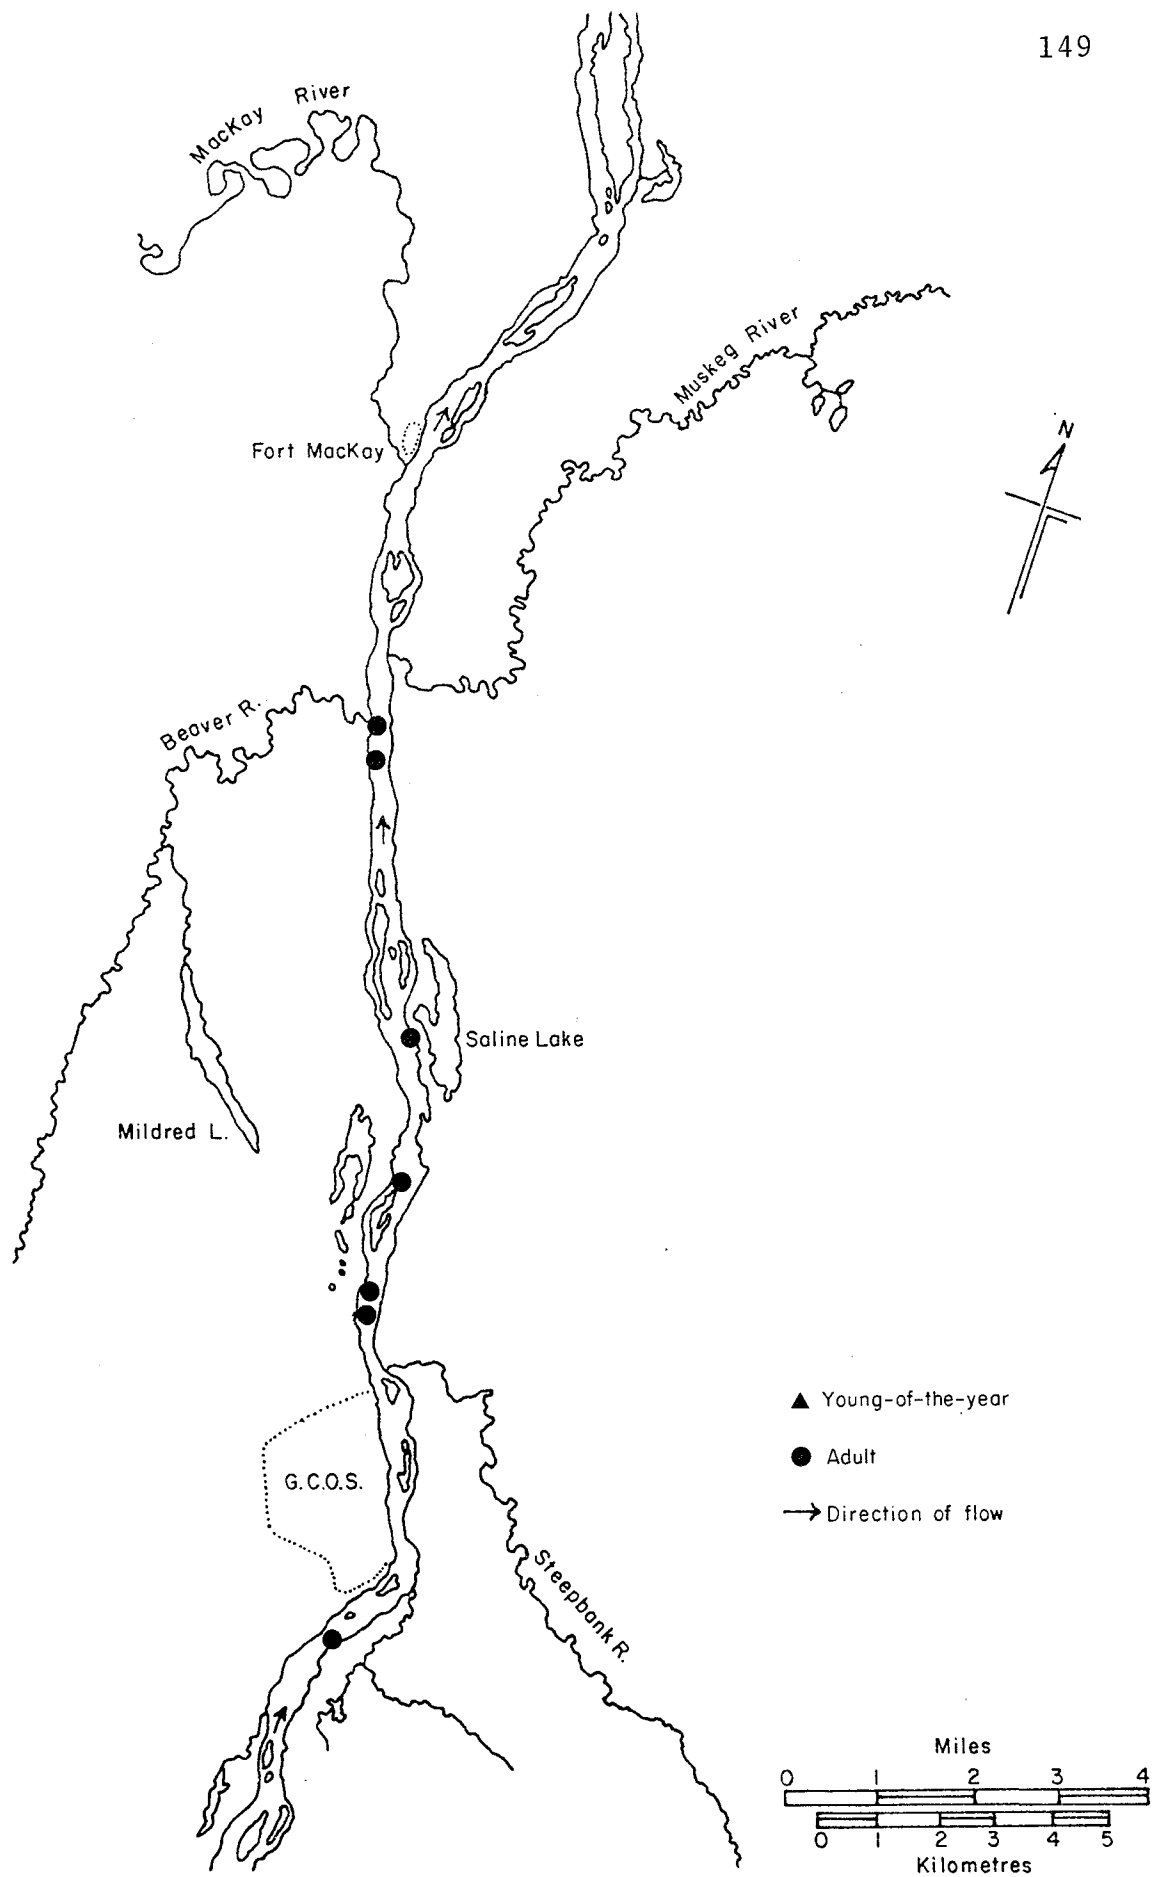 149
MacKay River
Muskeg River
Fort MacKay
N
Beaver R.
Saline Lake
Mildred L.
Young-of-the-year
Adult
G.C.O.S.
Direction of flow
Steepbank R.
Miles
0 1 2 3 4
0 1 2 3 4 5
Kilometres